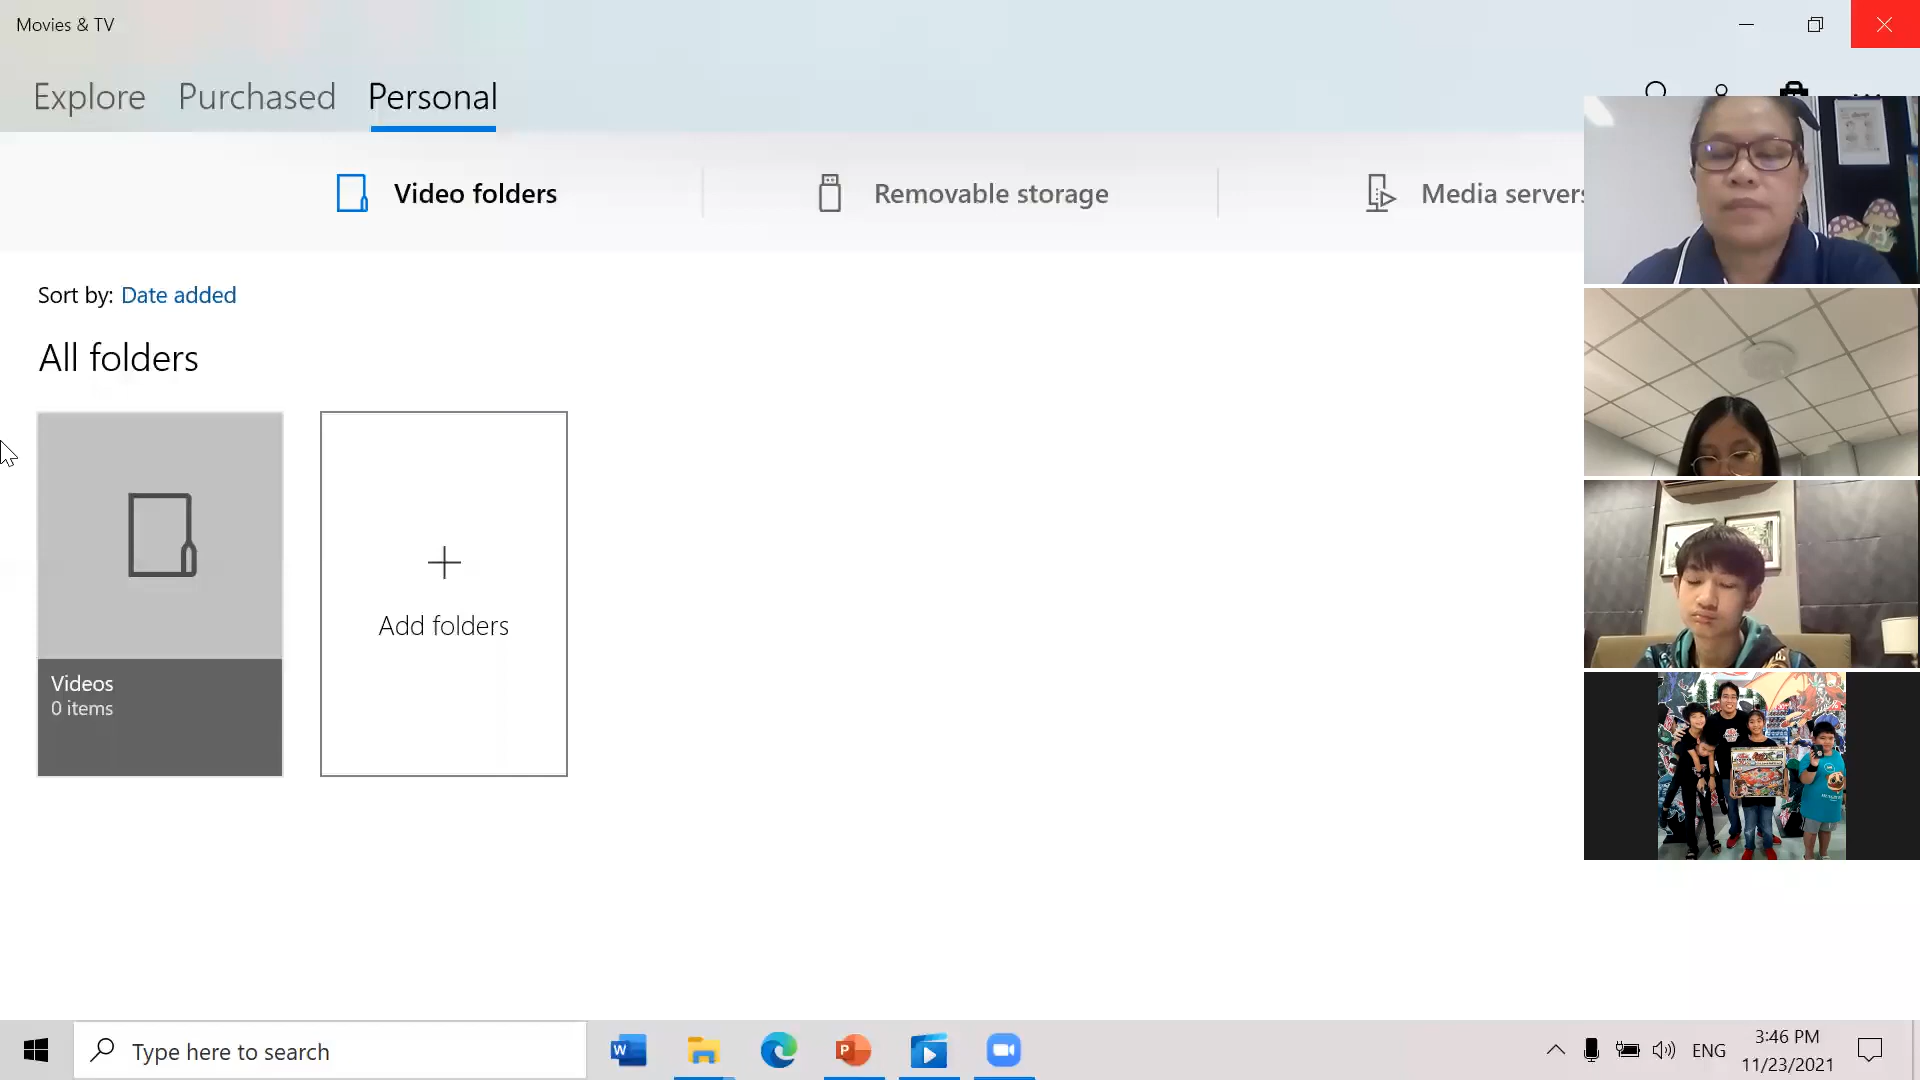 Movies & TV
Explore Purchased Personal
Video folders
Removable storage
Media servers
Sort by: Date added
All folders
Videos
0 items
Add folders
Type here to search
ENG
3:46 PM
11/23/2021